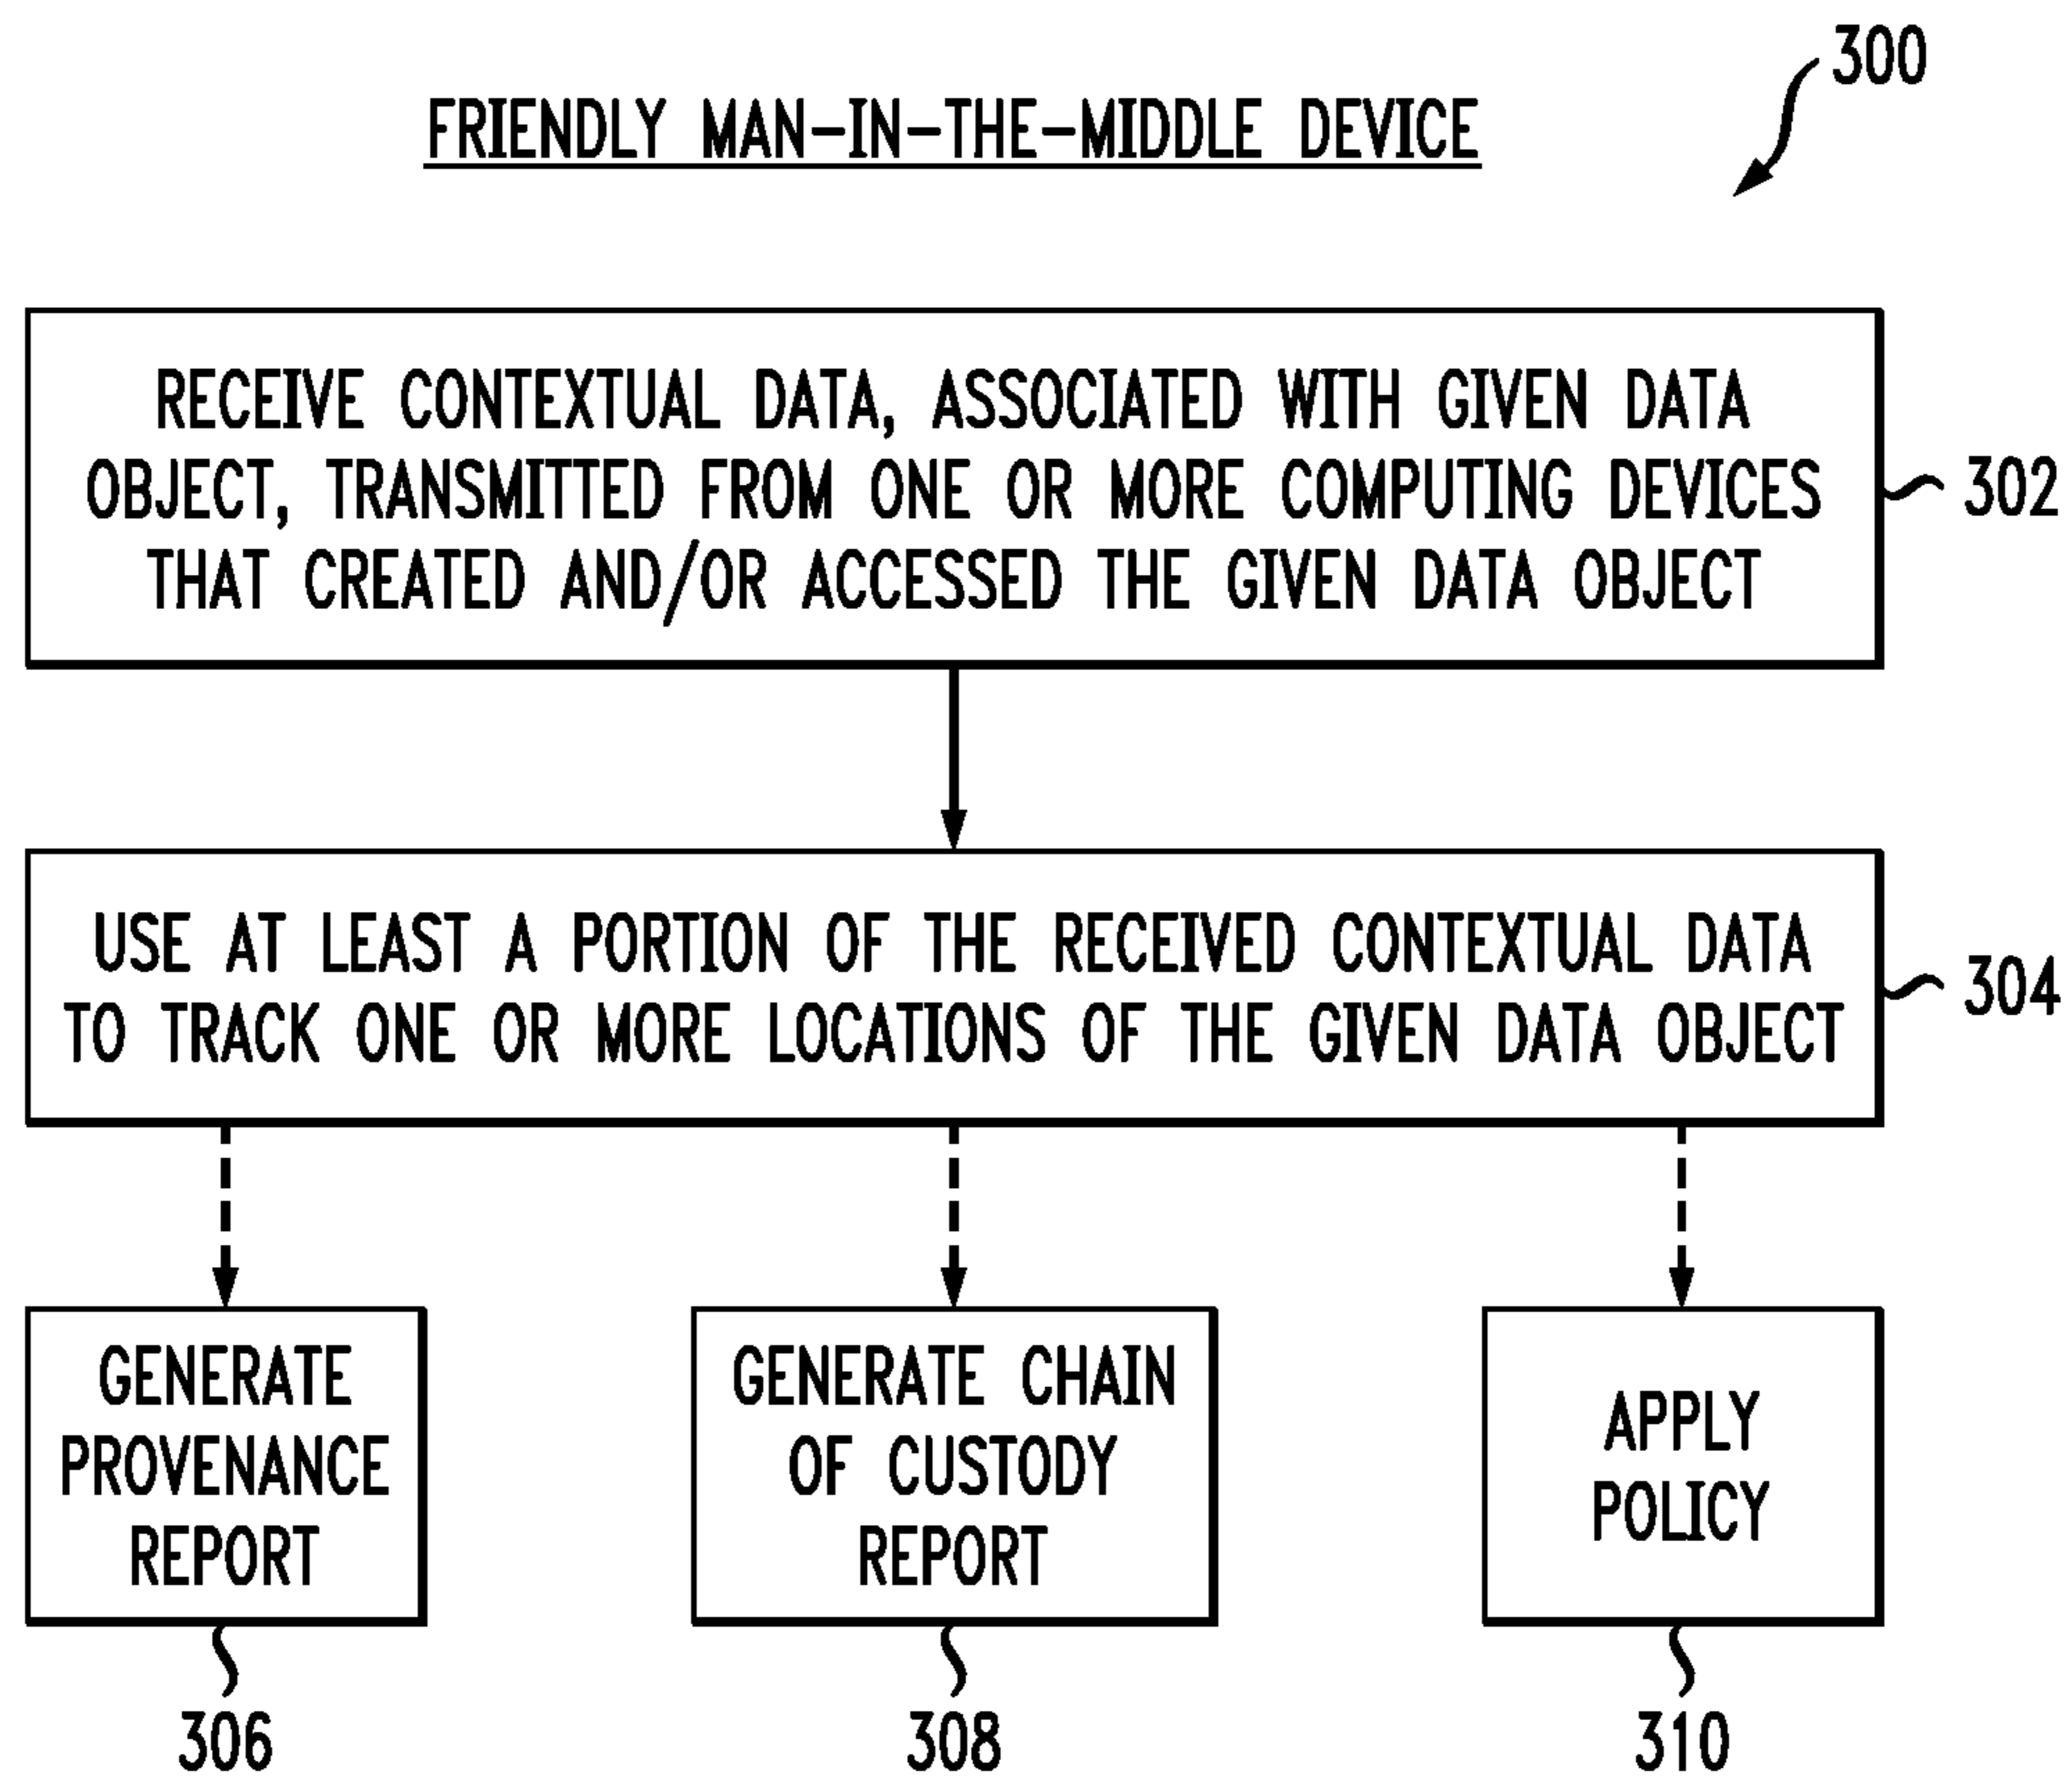 300
FRIENDLY MAN-IN-THE-MIDDLE DEVICE
RECEIVE CONTEXTUAL DATA, ASSOCIATED WITH GIVEN DATA
OBJECT, TRANSMITTED FROM ONE OR MORE COMPUTING DEVICES
THAT CREATED AND/OR ACCESSED THE GIVEN DATA OBJECT
302
USE AT LEAST A PORTION OF THE RECEIVED CONTEXTUAL DATA
TO TRACK ONE OR MORE LOCATIONS OF THE GIVEN DATA OBJECT
304
GENERATE
PROVENANCE
REPORT
306
GENERATE CHAIN
OF CUSTODY
REPORT
308
APPLY
POLICY
310